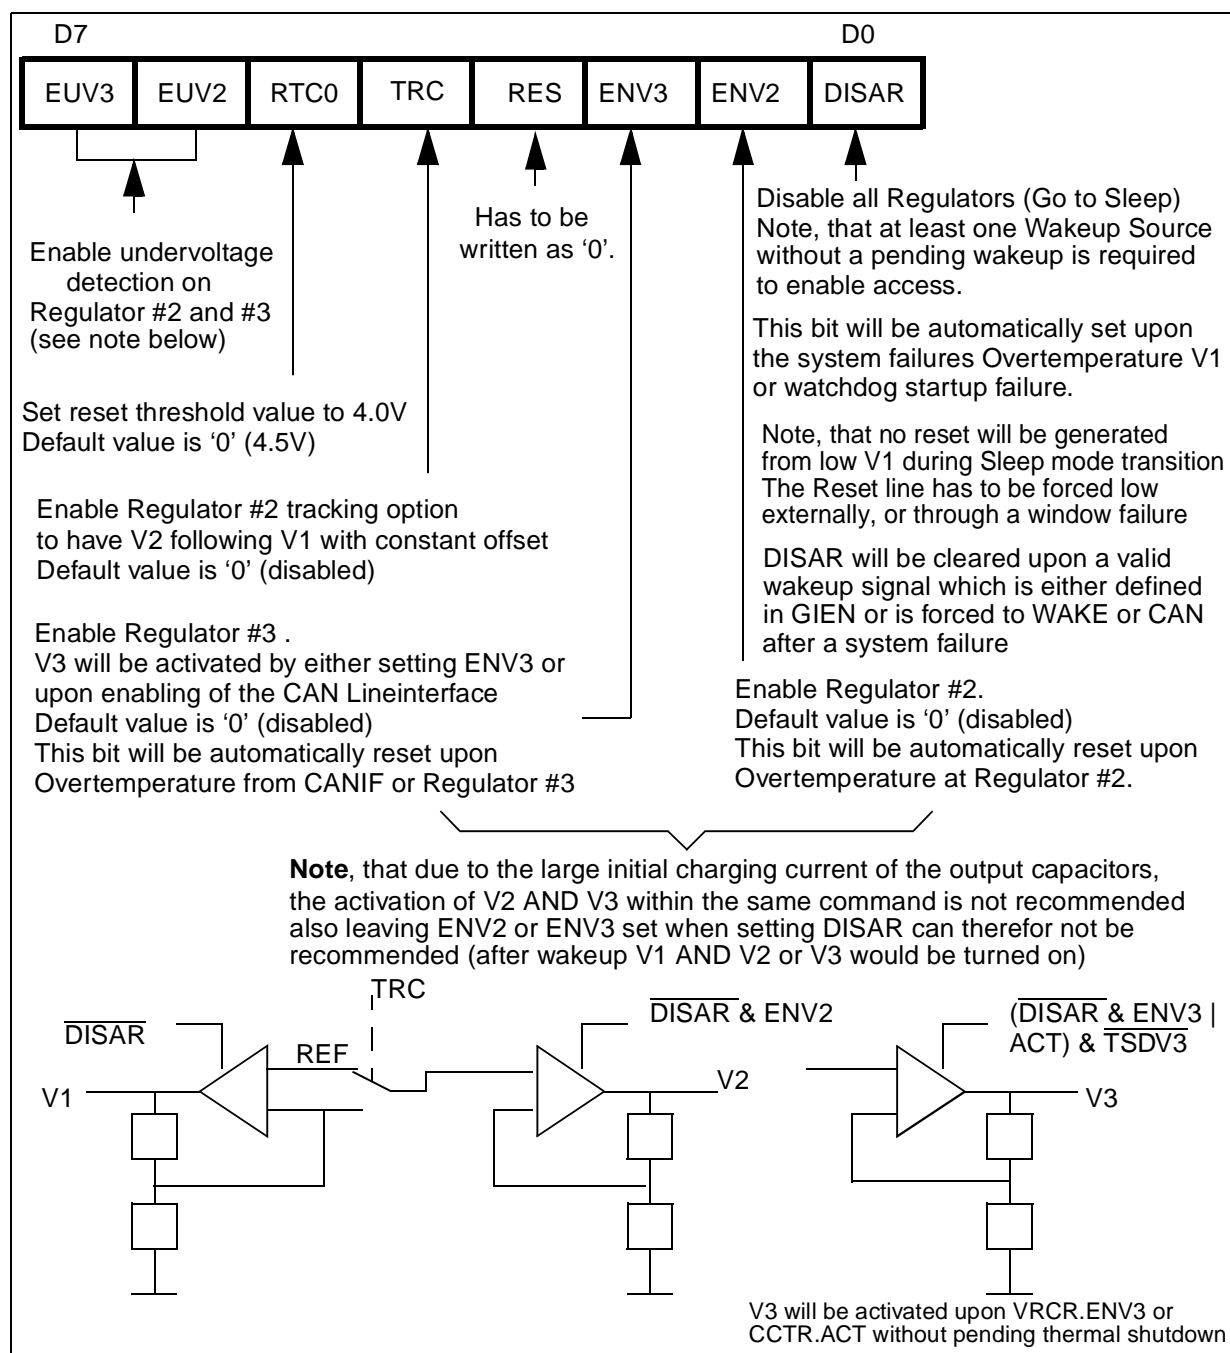 D7 D0
EUV3 EUV2 RTC0 TRC RES ENV3 ENV2 DISAR
Enable undervoltage
detection on
Regulator #2 and #3
(see note below)
Has to be
written as ‘0’.
Disable all Regulators (Go to Sleep)
Note, that at least one Wakeup Source
without a pending wakeup is required
to enable access.
This bit will be automatically set upon
the system failures Overtemperature V1
or watchdog startup failure.
Note, that no reset will be generated
from low V1 during Sleep mode transition
The Reset line has to be forced low
externally, or through a window failure
DISAR will be cleared upon a valid
wakeup signal which is either defined
in GIEN or is forced to WAKE or CAN
after a system failure
Set reset threshold value to 4.0V
Default value is ‘0’ (4.5V)
Enable Regulator #2 tracking option
to have V2 following V1 with constant offset
Default value is ‘0’ (disabled)
Enable Regulator #3 .
V3 will be activated by either setting ENV3 or
upon enabling of the CAN Lineinterface
Default value is ‘0’ (disabled)
This bit will be automatically reset upon
Overtemperature from CANIF or Regulator #3
Enable Regulator #2.
Default value is ‘0’ (disabled)
This bit will be automatically reset upon
Overtemperature at Regulator #2.
Note, that due to the large initial charging current of the output capacitors,
the activation of V2 AND V3 within the same command is not recommended
also leaving ENV2 or ENV3 set when setting DISAR can therefor not be
recommended (after wakeup V1 AND V2 or V3 would be turned on)
TRC
DISAR
REF
V1
DISAR & ENV2
V2
(DISAR & ENV3 |
ACT) & TSDV3
V3
V3 will be activated upon VRCR.ENV3 or
CCTR.ACT without pending thermal shutdown